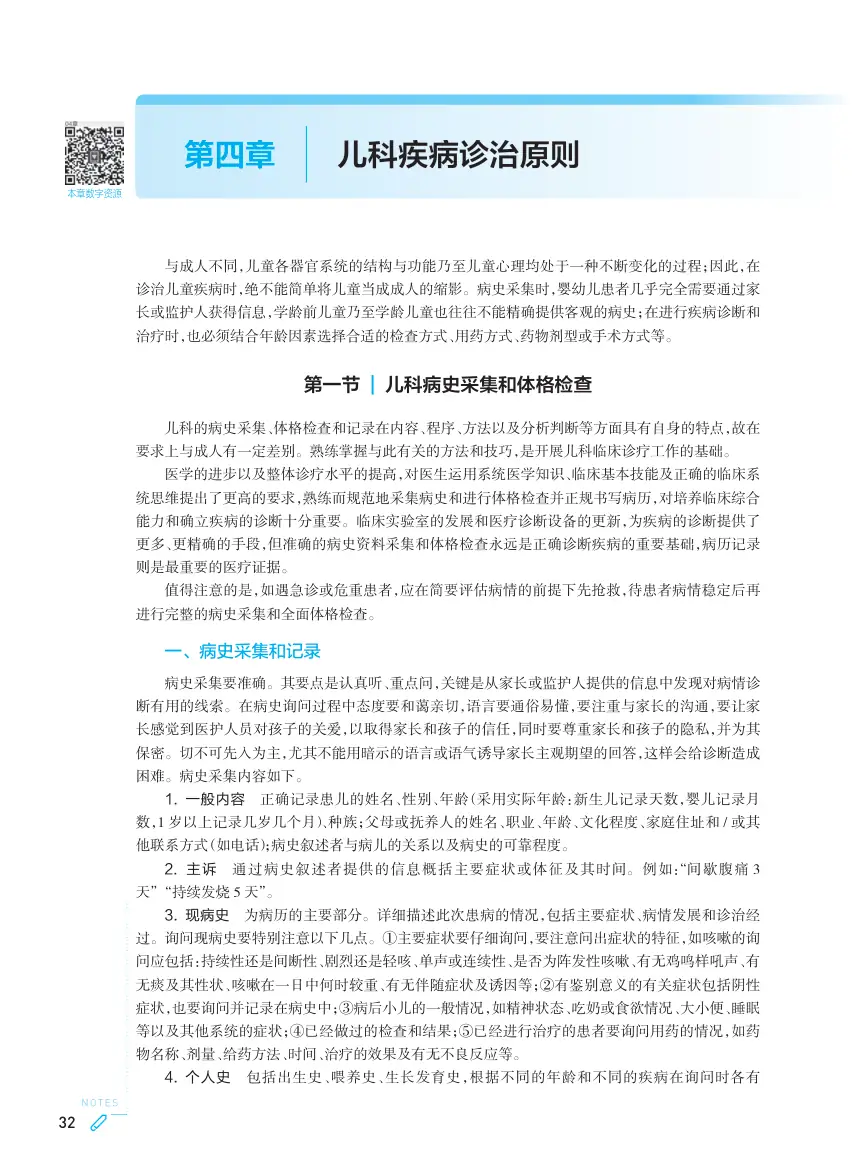 第四章
儿科疾病诊治原则
本章数字资源
与成人不同,儿童各器官系统的结构与功能乃至儿童心理均处于一种不断变化的过程;因此,在
诊治儿童疾病时,绝不能简单将儿童当成成人的缩影。病史采集时,婴幼儿患者几乎完全需要通过家
长或监护人获得信息,学龄前儿童乃至学龄儿童也往往不能精确提供客观的病史;在进行疾病诊断和
治疗时,也必须结合年龄因素选择合适的检查方式、用药方式、药物剂型或手术方式等。
第一节 | 儿科病史采集和体格检查
儿科的病史采集、体格检查和记录在内容、程序、方法以及分析判断等方面具有自身的特点,故在
要求上与成人有一定差别。熟练掌握与此有关的方法和技巧,是开展儿科临床诊疗工作的基础。
医学的进步以及整体诊疗水平的提高,对医生运用系统医学知识、临床基本技能及正确的临床系
统思维提出了更高的要求,熟练而规范地采集病史和进行体格检查并正规书写病历,对培养临床综合
能力和确立疾病的诊断十分重要。临床实验室的发展和医疗诊断设备的更新,为疾病的诊断提供了
更多、更精确的手段,但准确的病史资料采集和体格检查永远是正确诊断疾病的重要基础,病历记录
则是最重要的医疗证据。
值得注意的是,如遇急诊或危重患者,应在简要评估病情的前提下先抢救,待患者病情稳定后再
进行完整的病史采集和全面体格检查。
一、病史采集和记录
病史采集要准确。其要点是认真听、重点问,关键是从家长或监护人提供的信息中发现对病情诊
断有用的线索。在病史询问过程中态度要和蔼亲切,语言要通俗易懂,要注重与家长的沟通,要让家
长感觉到医护人员对孩子的关爱,以取得家长和孩子的信任,同时要尊重家长和孩子的隐私,并为其
保密。切不可先入为主,尤其不能用暗示的语言或语气诱导家长主观期望的回答,这样会给诊断造成
困难。病史采集内容如下。
1. 一般内容 正确记录患儿的姓名、性别、年龄(采用实际年龄:新生儿记录天数,婴儿记录月
数,1 岁以上记录几岁几个月)、种族;父母或抚养人的姓名、职业、年龄、文化程度、家庭住址和 / 或其
他联系方式(如电话);病史叙述者与病儿的关系以及病史的可靠程度。
2. 主诉 通过病史叙述者提供的信息概括主要症状或体征及其时间。例如:“间歇腹痛 3
天”“持续发烧 5 天”。
3. 现病史 为病历的主要部分。详细描述此次患病的情况,包括主要症状、病情发展和诊治经
过。询问现病史要特别注意以下几点。①主要症状要仔细询问,要注意问出症状的特征,如咳嗽的询
问应包括:持续性还是间断性、剧烈还是轻咳、单声或连续性、是否为阵发性咳嗽、有无鸡鸣样吼声、有
无痰及其性状、咳嗽在一日中何时较重、有无伴随症状及诱因等;②有鉴别意义的有关症状包括阴性
症状,也要询问并记录在病史中;③病后小儿的一般情况,如精神状态、吃奶或食欲情况、大小便、睡眠
等以及其他系统的症状;④已经做过的检查和结果;⑤已经进行治疗的患者要询问用药的情况,如药
物名称、剂量、给药方法、时间、治疗的效果及有无不良反应等。
4. 个人史 包括出生史、喂养史、生长发育史,根据不同的年龄和不同的疾病在询问时各有
NOTES
32